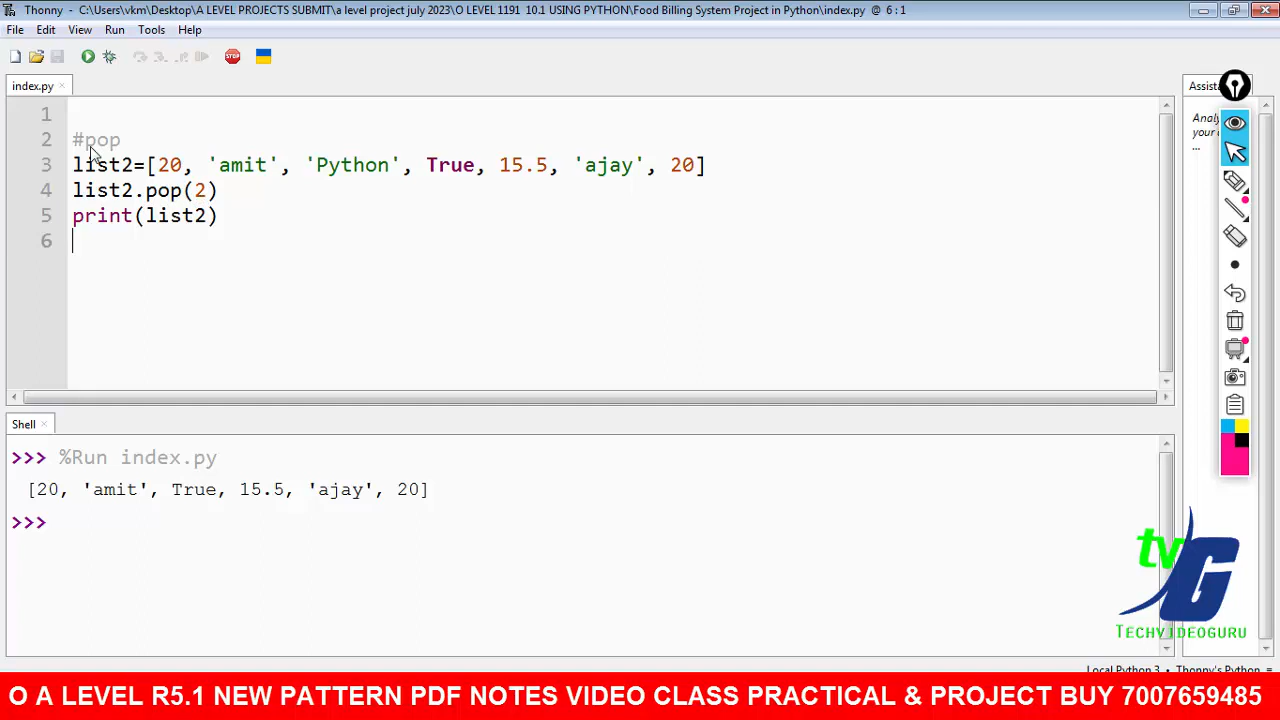 Thonny - C:\Users\vkm\Desktop\A LEVEL PROJECTS SUBMIT\a level project july 2023\O LEVEL 1191 10.1 USING PYTHON\Food Billing System Project in Python\index.py @ 6 : 1
File Edit View Run Tools Help
STOP
index.py
Assista
1
2 #pop
3 list2=[20, 'amit', 'Python', True, 15.5, 'ajay', 20]
4 list2.pop(2)
5 print(list2)
6
Analy
your
...
Shell
>>> %Run index.py
[20, 'amit', True, 15.5, 'ajay', 20]
>>>
tv G
TECHVIDEOGURU
Local Python 3 • Thonny's Python
O A LEVEL R5.1 NEW PATTERN PDF NOTES VIDEO CLASS PRACTICAL & PROJECT BUY 7007659485